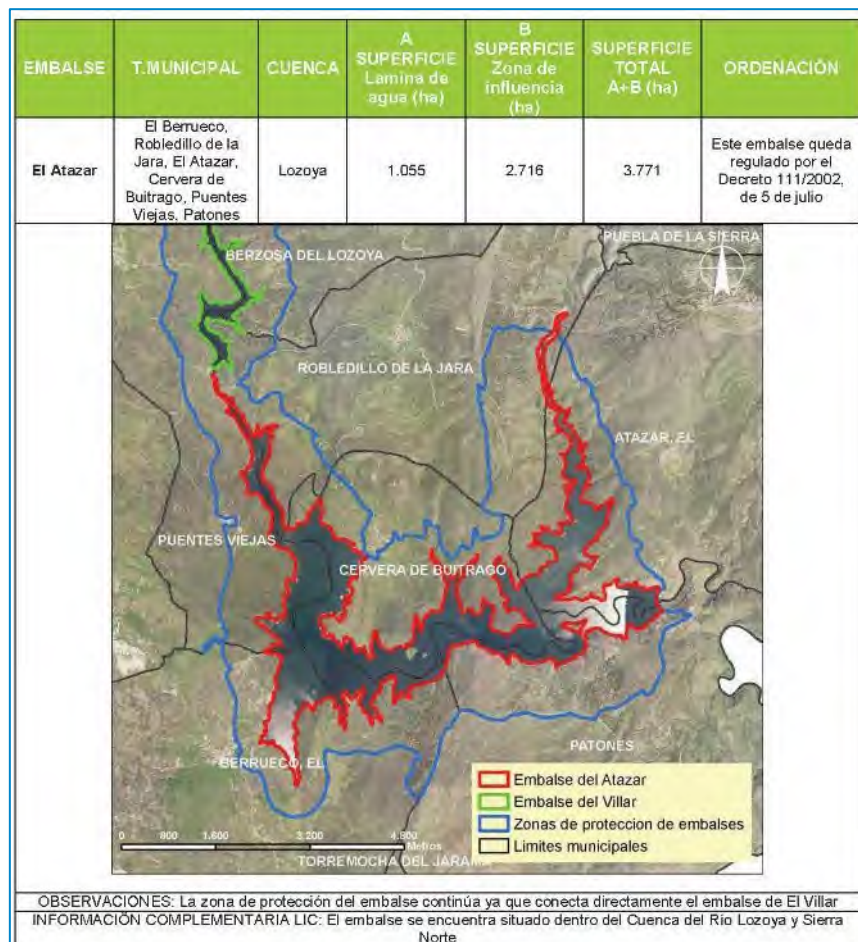 EMBALSE
T.MUNICIPAL
CUENCA
A
SUPERFICIE
Lamina de
agua (ha)
B
SUPERFICIE
Zona de
influencia
(ha)
SUPERFICIE
TOTAL
A+B (ha)
ORDENACIÓN
El Atazar
El Berrueco,
Robledillo de la
Jara, El Atazar,
Cervera de
Buitrago, Puentes
Viejas, Patones
Lozoya
1.055
2.716
3.771
Este embalse queda
regulado por el
Decreto 111/2002,
de 5 de julio
BERZOSA DEL LOZOYA
PUEBLA DE LA SIERRA
ROBLEDILLO DE LA JARA
ATAZAR, EL
PUENTES VIEJAS
CERVERA DE BUITRAGO
PATONES
BERRUECO, EL
Embalse del Atazar
Embalse del Villar
Zonas de proteccion de embalses
Limites municipales
0 800 1.600 3.200 4.800
Metros
TORREMOCHA DEL JARAMA
OBSERVACIONES: La zona de protección del embalse continúa ya que conecta directamente el embalse de El Villar
INFORMACIÓN COMPLEMENTARIA LIC: El embalse se encuentra situado dentro del Cuenca del Río Lozoya y Sierra
Norte